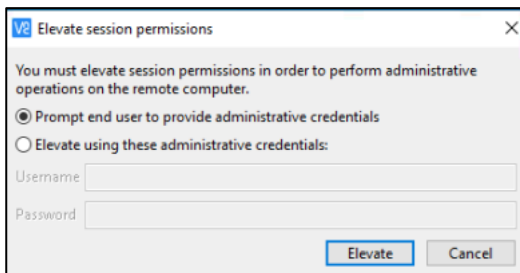 V2 Elevate session permissions
You must elevate session permissions in order to perform administrative
operations on the remote computer.
Prompt end user to provide administrative credentials
Elevate using these administrative credentials:
Username
Password
Elevate Cancel